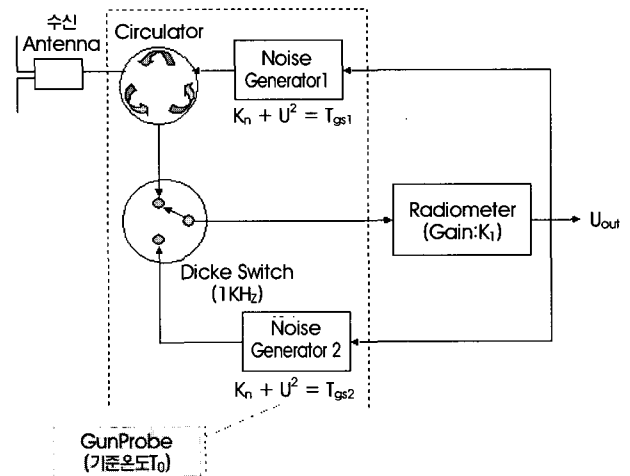 수신
Antenna
Circulator
Noise
Generator1
Kn + U² = Tgs1
Radiometer
(Gain:K1)
Uout
Dicke Switch
(1KHz)
Noise
Generator 2
Kn + U² = Tgs2
GunProbe
(기준온도T0)